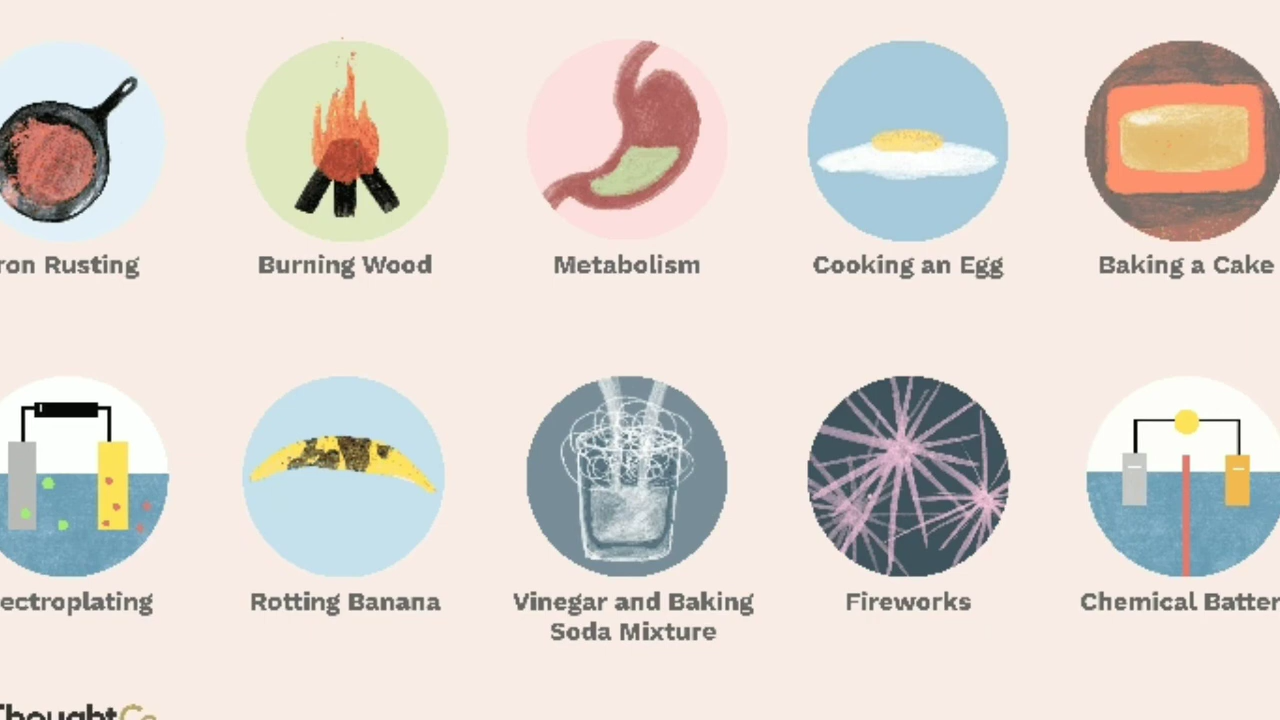 ron Rusting
Burning Wood
Metabolism
Cooking an Egg
Baking a Cake
ectroplating
Rotting Banana
Vinegar and Baking
Soda Mixture
Fireworks
Chemical Batter
ThoughtCo